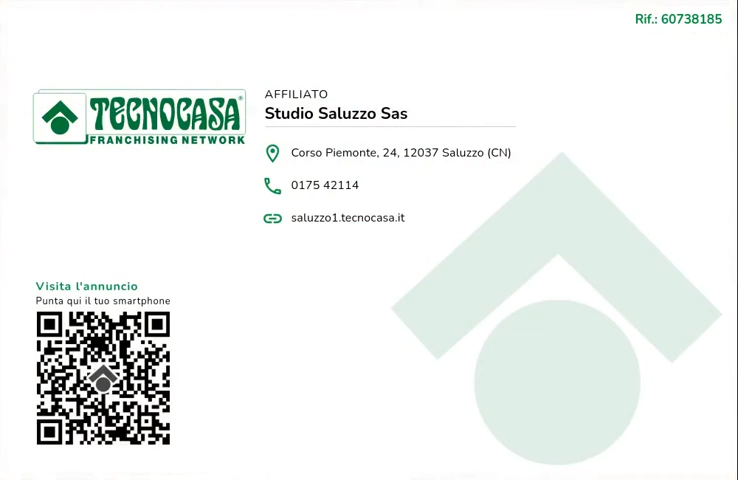 Rif.: 60738185
TECNOCASA®
FRANCHISING NETWORK
AFFILIATO
Studio Saluzzo Sas
Corso Piemonte, 24, 12037 Saluzzo (CN)
0175 42114
saluzzo1.tecnocasa.it
Visita l'annuncio
Punta qui il tuo smartphone